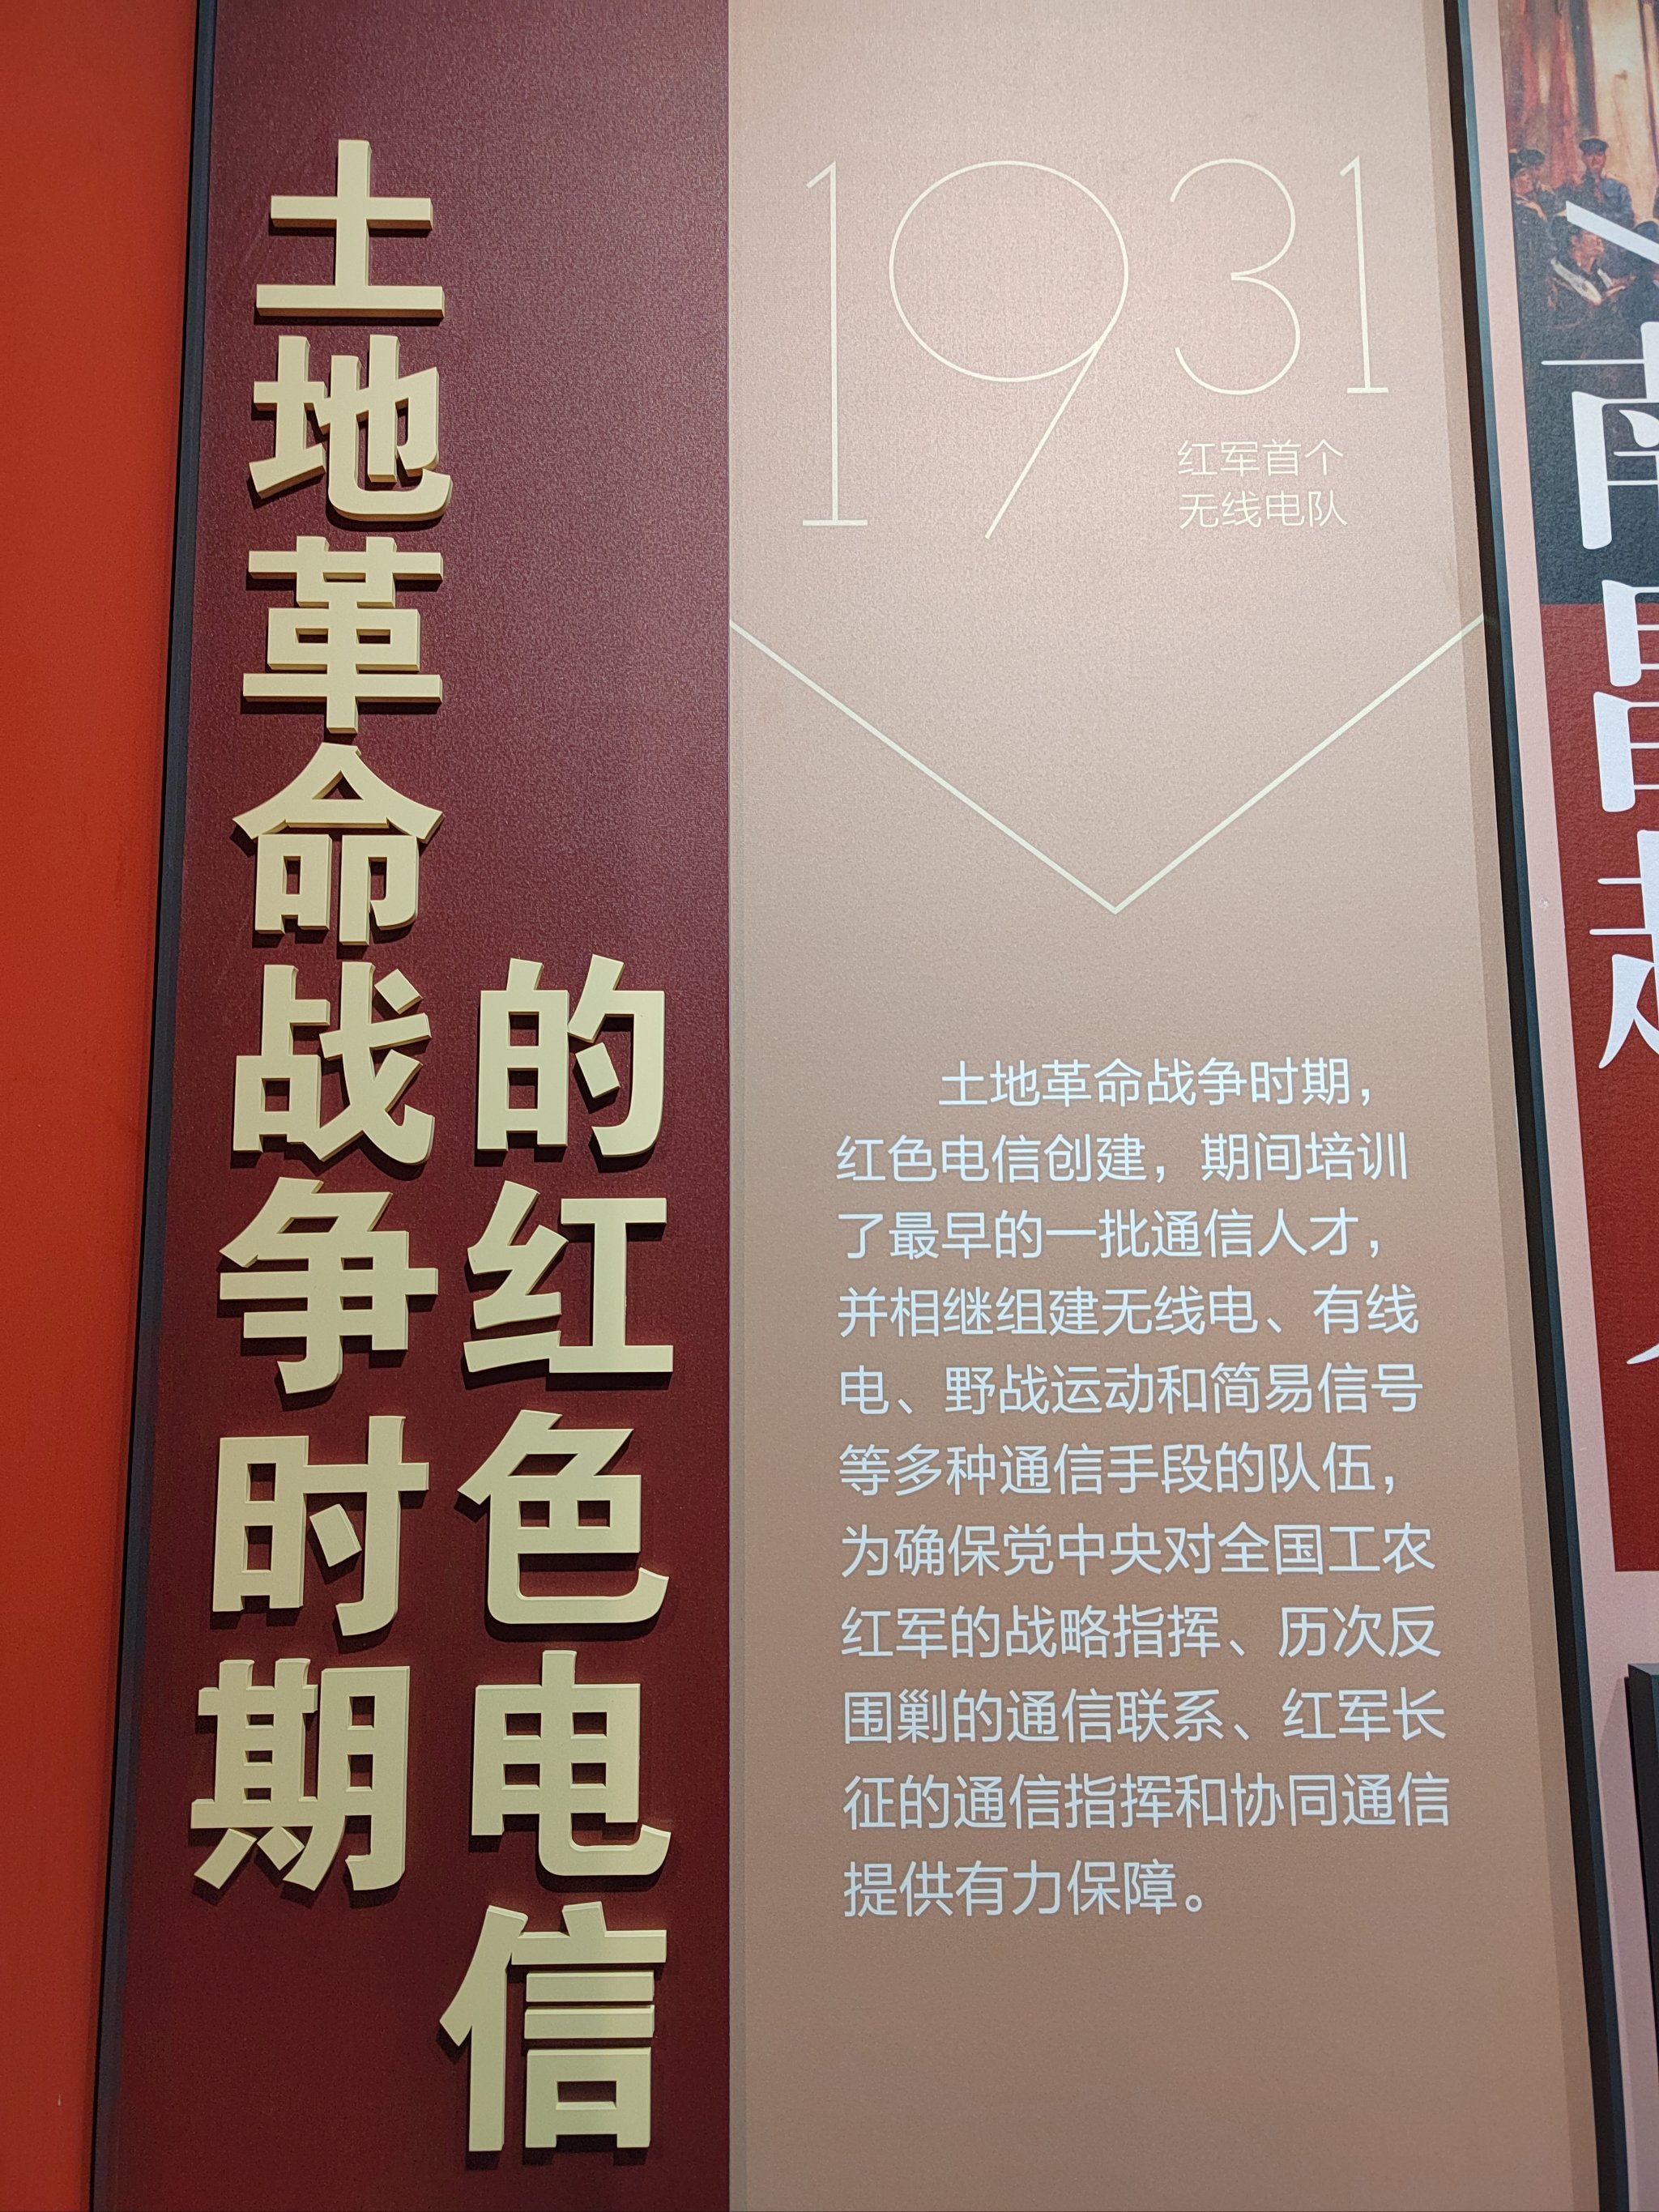 土地革命战争时期
的红色电信
1931
红军首个
无线电队
土地革命战争时期，
红色电信创建，期间培训
了最早的一批通信人才，
并相继组建无线电、有线
电、野战运动和简易信号
等多种通信手段的队伍，
为确保党中央对全国工农
红军的战略指挥、历次反
围剿的通信联系、红军长
征的通信指挥和协同通信
提供有力保障。